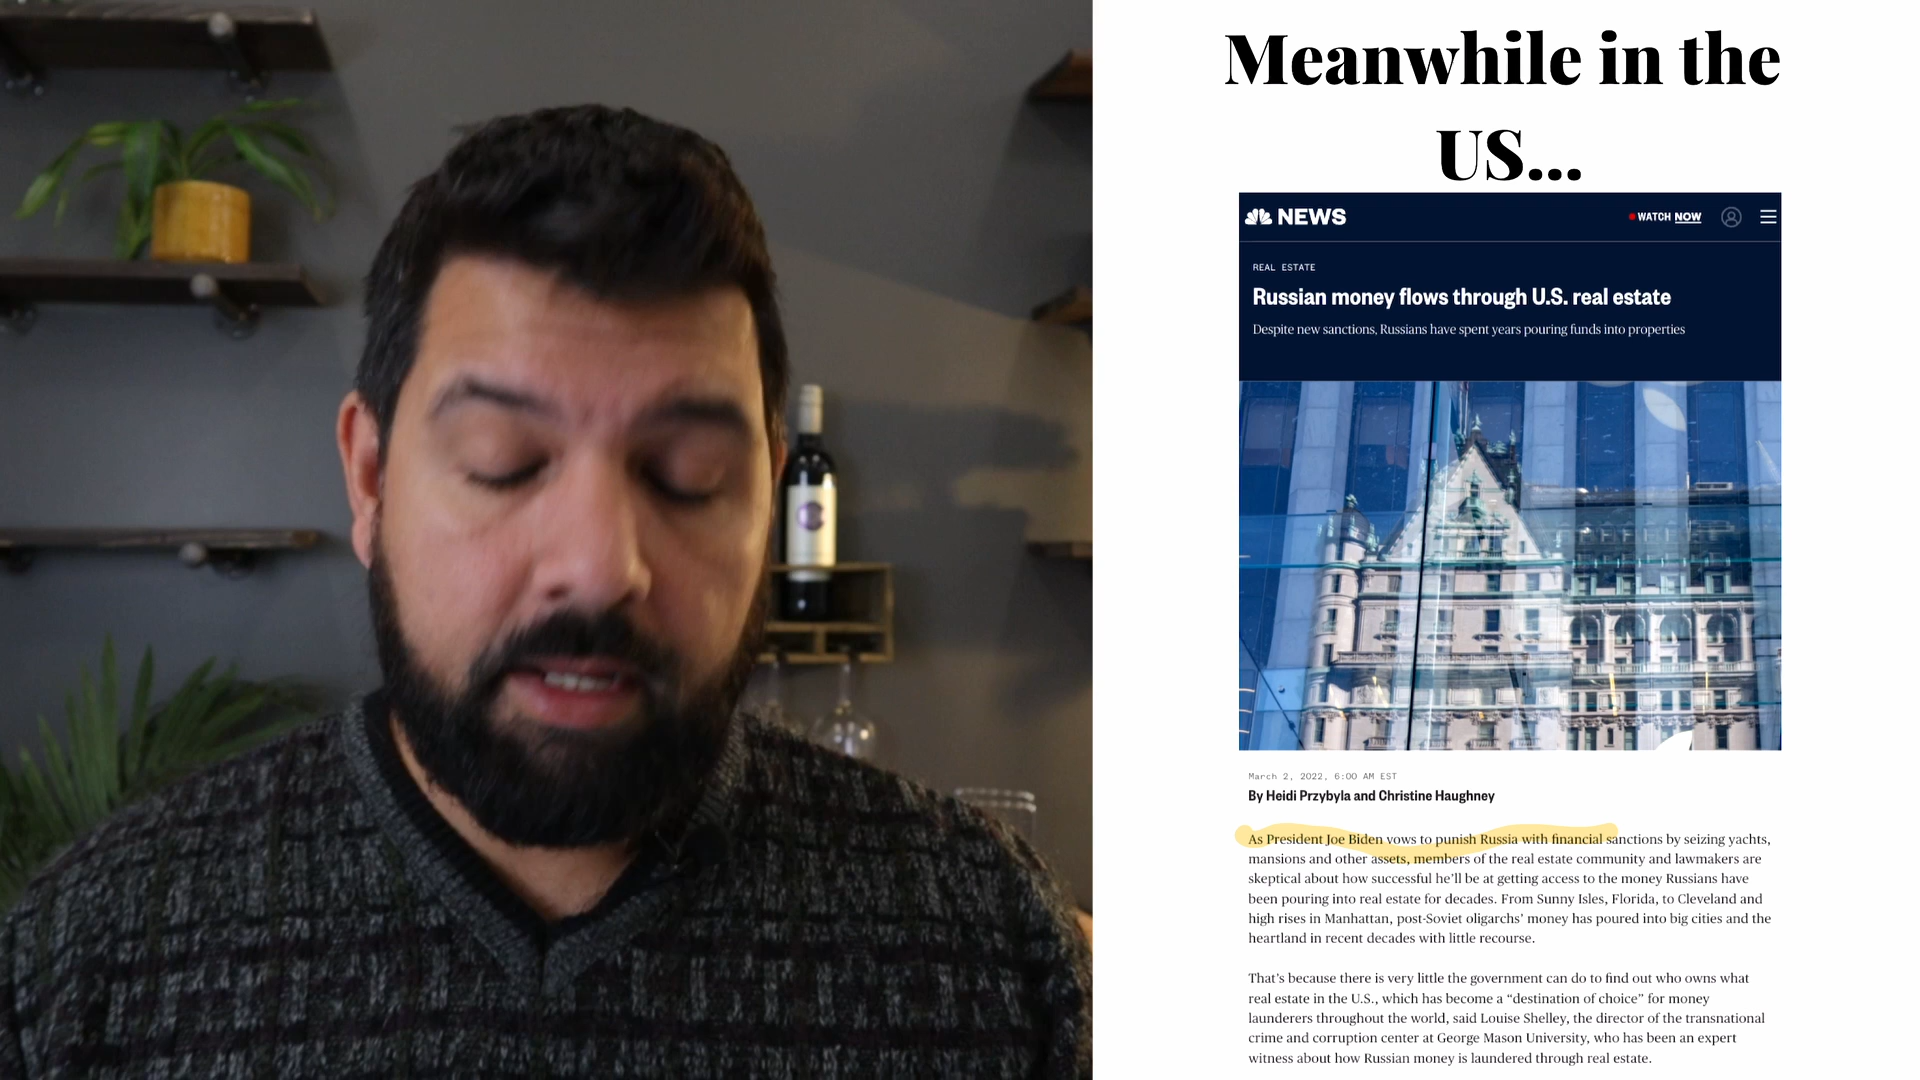 Meanwhile in the
US...
NEWS
WATCH NOW
REAL ESTATE
Russian money flows through U.S. real estate
Despite new sanctions, Russians have spent years pouring funds into properties
March 2, 2022, 6:00 AM EST
By Heidi Przybyla and Christine Haughney
As President Joe Biden vows to punish Russia with financial sanctions by seizing yachts,
mansions and other assets, members of the real estate community and lawmakers are
skeptical about how successful he’ll be at getting access to the money Russians have
been pouring into real estate for decades. From Sunny Isles, Florida, to Cleveland and
high rises in Manhattan, post-Soviet oligarchs’ money has poured into big cities and the
heartland in recent decades with little recourse.
That’s because there is very little the government can do to find out who owns what
real estate in the U.S., which has become a “destination of choice” for money
launderers throughout the world, said Louise Shelley, the director of the transnational
crime and corruption center at George Mason University, who has been an expert
witness about how Russian money is laundered through real estate.